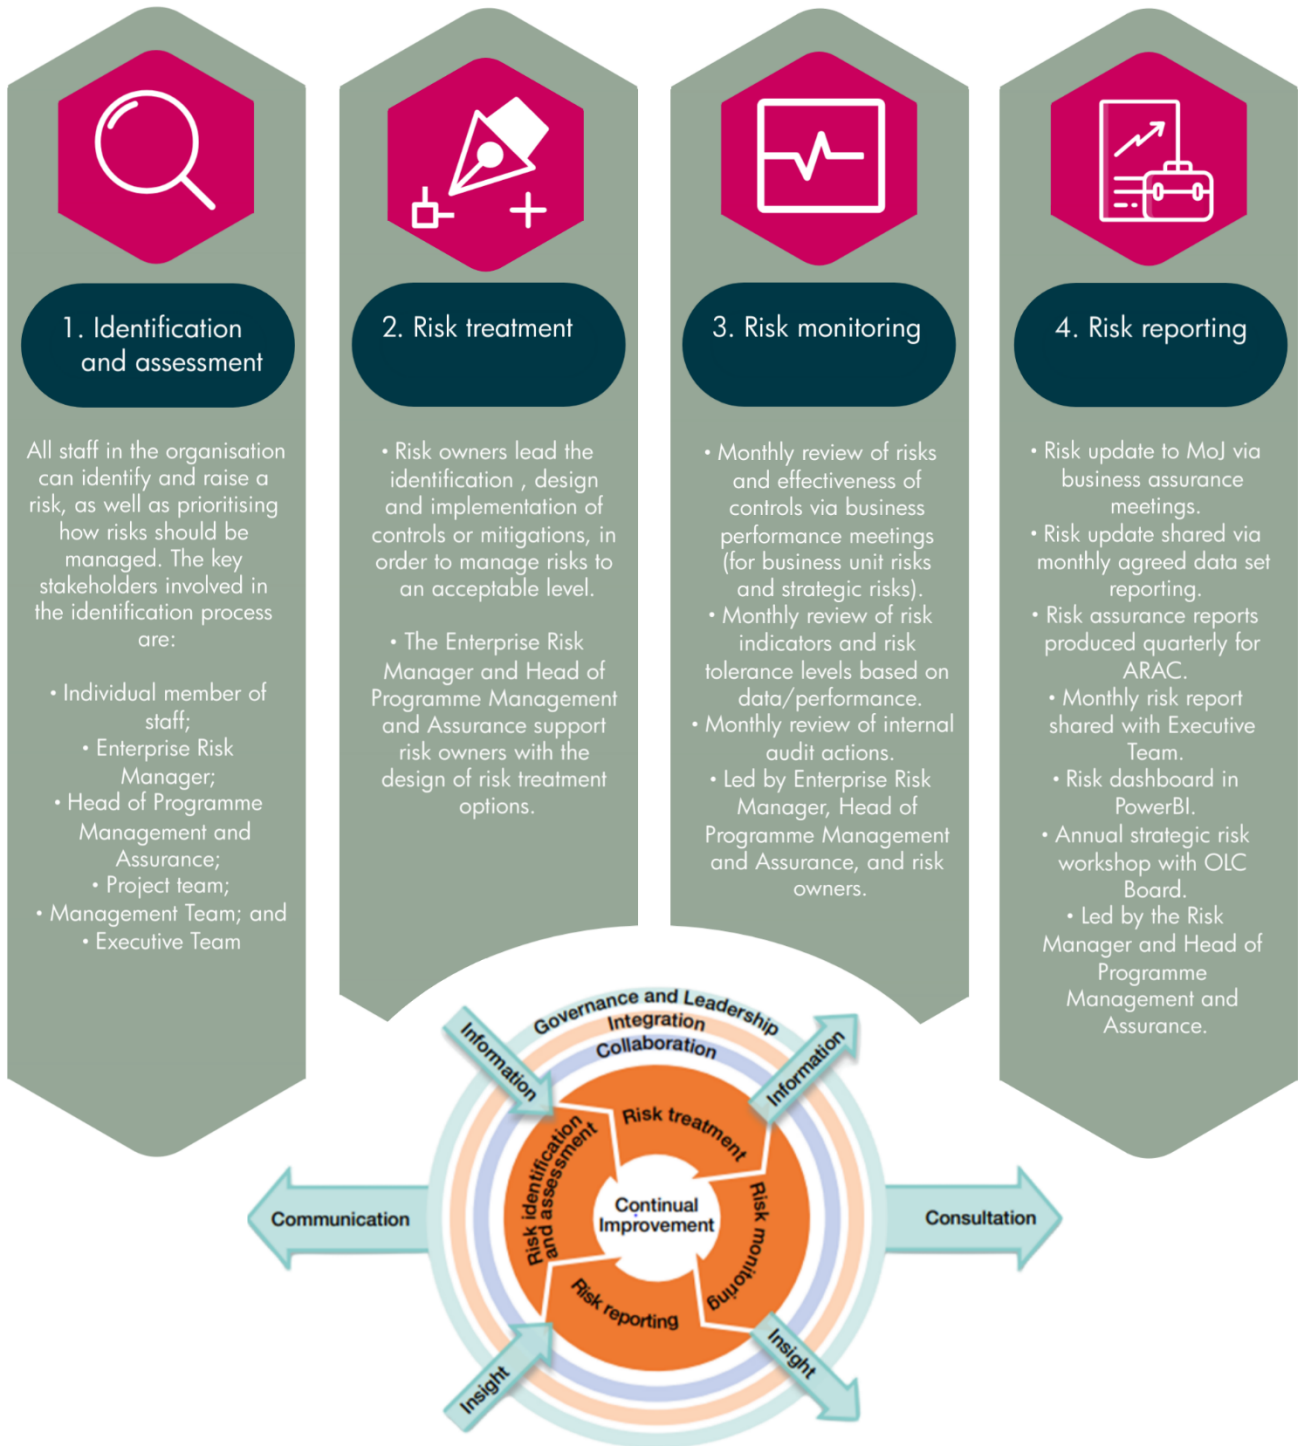 1. Identification
and assessment
All staff in the organisation
can identify and raise a
risk, as well as prioritising
how risks should be
managed. The key
stakeholders involved in
the identification process
are:
• Individual member of
staff;
• Enterprise Risk
Manager;
• Head of Programme
Management and
Assurance;
• Project team;
• Management Team; and
• Executive Team
2. Risk treatment
• Risk owners lead the
identification , design
and implementation of
controls or mitigations, in
order to manage risks to
an acceptable level.
• The Enterprise Risk
Manager and Head of
Programme Management
and Assurance support
risk owners with the
design of risk treatment
options.
3. Risk monitoring
• Monthly review of risks
and effectiveness of
controls via business
performance meetings
(for business unit risks
and strategic risks).
• Monthly review of risk
indicators and risk
tolerance levels based on
data/performance.
• Monthly review of internal
audit actions.
• Led by Enterprise Risk
Manager, Head of
Programme Management
and Assurance, and risk
owners.
4. Risk reporting
• Risk update to MoJ via
business assurance
meetings.
• Risk update shared via
monthly agreed data set
reporting.
• Risk assurance reports
produced quarterly for
ARAC.
• Monthly risk report
shared with Executive
Team.
• Risk dashboard in
PowerBI.
• Annual strategic risk
workshop with OLC
Board.
• Led by the Risk
Manager and Head of
Programme
Management and
Assurance.
Governance and Leadership
Integration
Collaboration
Information
Information
Risk treatment
Risk identification
and assessment
Continual
Improvement
Risk monitoring
Risk reporting
Communication
Consultation
Insight
Insight